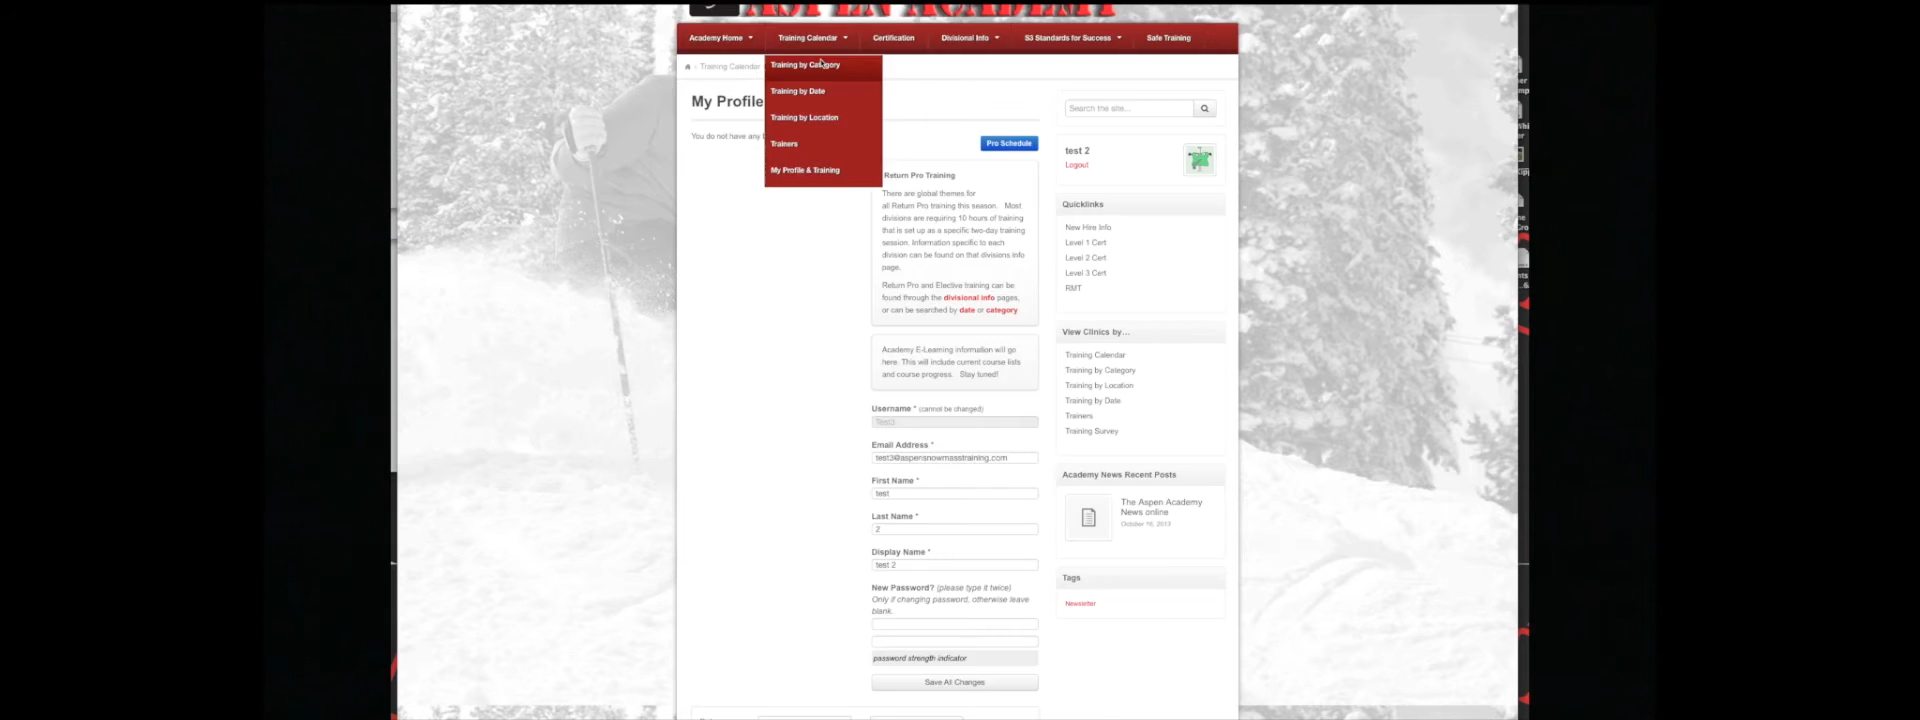 ASPEN ACADEMY
Academy Home
Training Calendar
Certification
Divisional Info
S3 Standards for Success
Safe Training
Training Calendar
Training by Category
Training by Date
Training by Location
Trainers
My Profile & Training
My Profile
You do not have any
Pro Schedule
Return Pro Training
There are global themes for
all Return Pro training this season. Most
divisions are requiring 10 hours of training
that is set up as a specific two-day training
session. Information specific to each
division can be found on that divisions info
page.
Return Pro and Elective training can be
found through the divisional info pages,
or can be searched by date or category
Academy E-Learning information will go
here. This will include current course lists
and course progress. Stay tuned!
Username * (cannot be changed)
Test3
Email Address *
test3@aspensnowmasstraining.com
First Name *
test
Last Name *
2
Display Name *
test 2
New Password? (please type it twice)
Only if changing password, otherwise leave
blank.
password strength indicator
Save All Changes
Search the site...
test 2
Logout
Quicklinks
New Hire Info
Level 1 Cert
Level 2 Cert
Level 3 Cert
RMT
View Clinics by...
Training Calendar
Training by Category
Training by Location
Training by Date
Trainers
Training Survey
Academy News Recent Posts
The Aspen Academy
News online
October 16, 2013
Tags
Newsletter